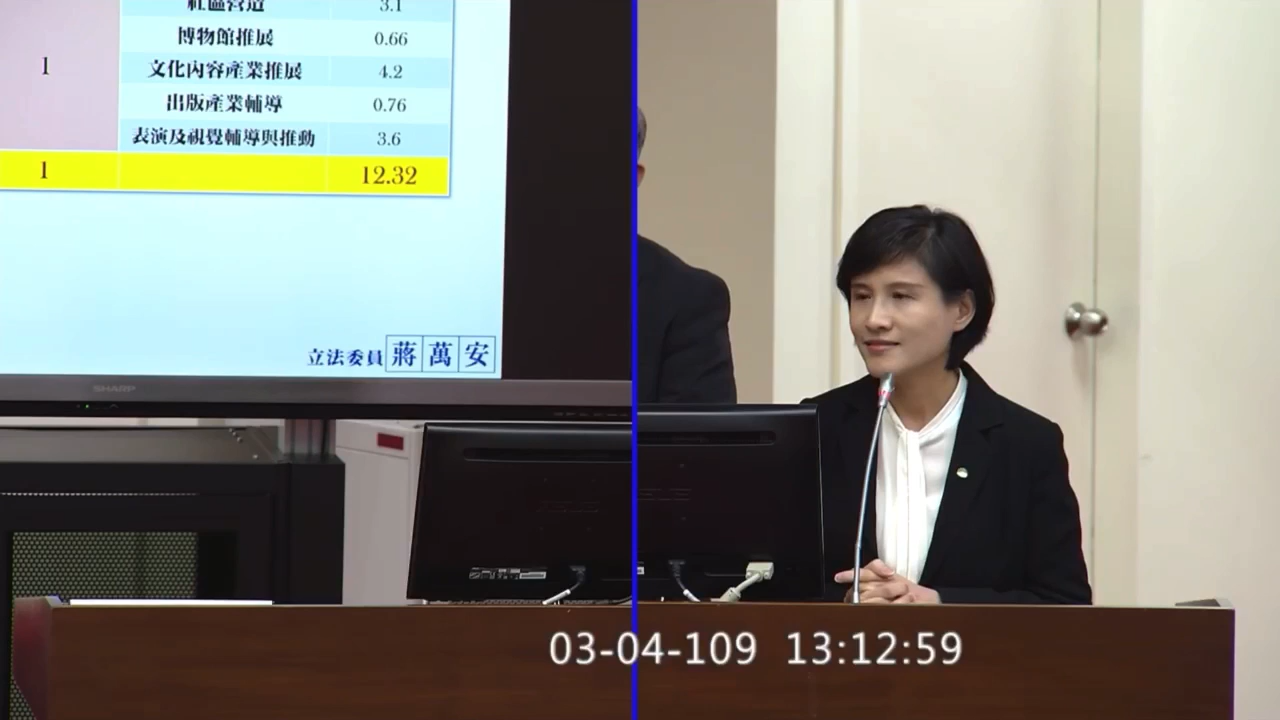 社區營造 3.1
博物館推展 0.66
1 文化內容產業推展 4.2
出版產業輔導 0.76
表演及視覺輔導與推動 3.6
1 12.32
立法委員 蔣萬安
SHARP
03-04-109 13:12:59